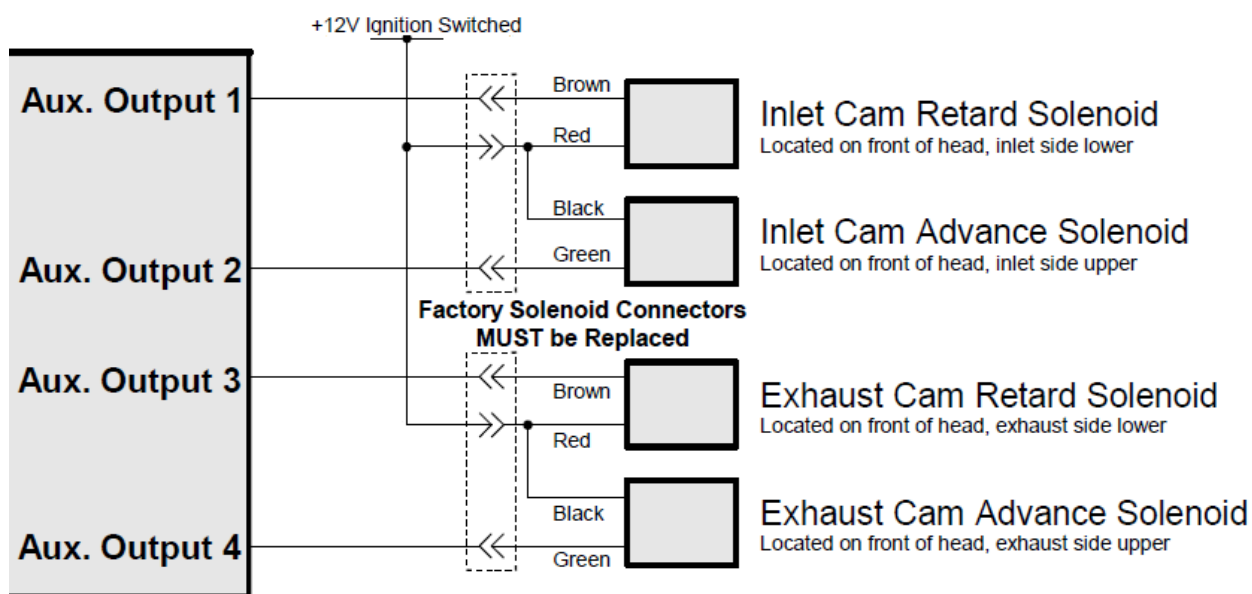 +12V Ignition Switched
Aux. Output 1
Brown
Inlet Cam Retard Solenoid
Red
Located on front of head, inlet side lower
Black
Inlet Cam Advance Solenoid
Aux. Output 2
Green
Located on front of head, inlet side upper
Factory Solenoid Connectors
MUST be Replaced
Aux. Output 3
Brown
Exhaust Cam Retard Solenoid
Red
Located on front of head, exhaust side lower
Black
Exhaust Cam Advance Solenoid
Aux. Output 4
Green
Located on front of head, exhaust side upper